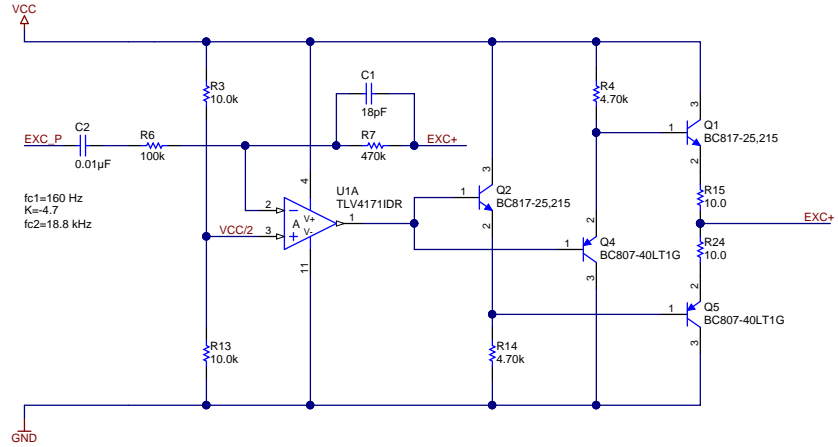 VCC
R3
10.0k
C1
18pF
R4
4.70k
3
1
Q1
BC817-25,215
2
EXC_P
C2
0.01µF
R6
100k
R7
470k
EXC+
fc1=160 Hz
K=-4.7
fc2=18.8 kHz
4
U1A
TLV4171IDR
2
A
V+
V-
1
VCC/2
3
11
3
1
Q2
BC817-25,215
2
2
1
Q4
BC807-40LT1G
3
R15
10.0
EXC+
R24
10.0
2
1
Q5
BC807-40LT1G
3
R13
10.0k
R14
4.70k
GND